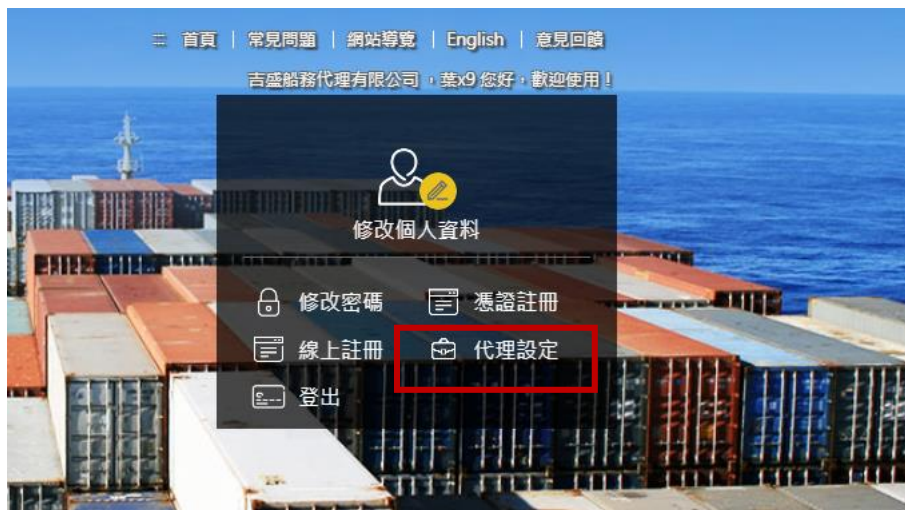 ::: 首頁 | 常見問題 | 網站導覽 | English | 意見回饋
吉盛船務代理有限公司，葉x9 您好，歡迎使用！
修改個人資料
修改密碼 憑證註冊
線上註冊 代理設定
登出